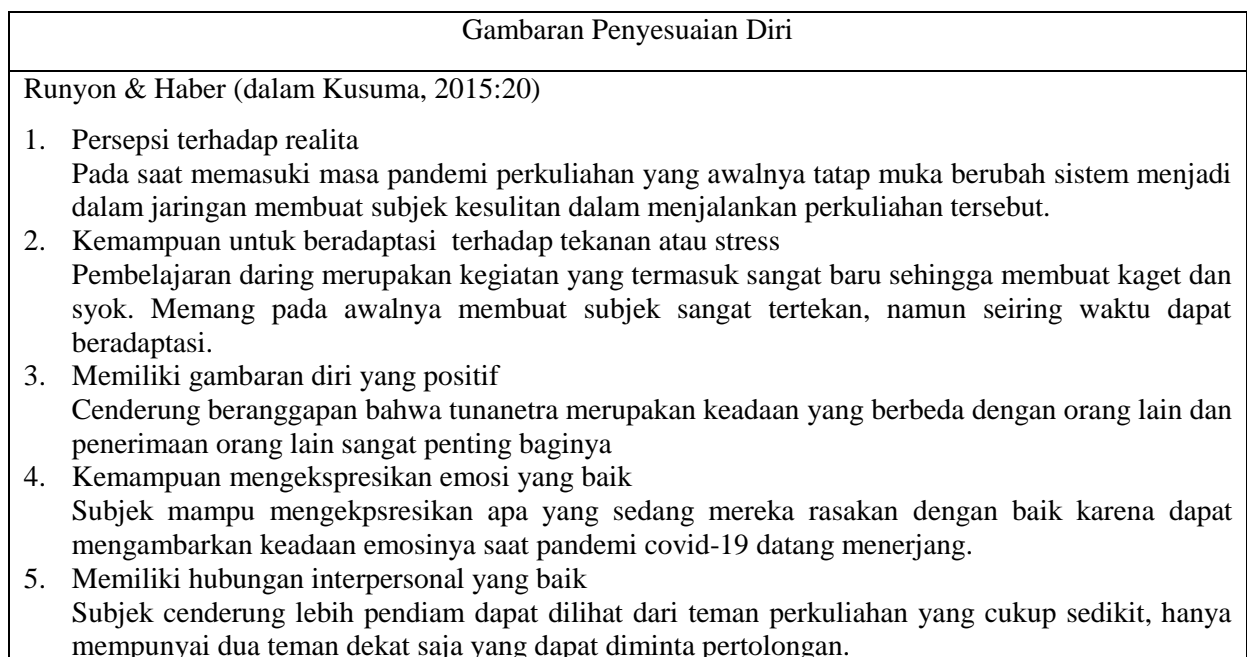 Gambaran Penyesuaian Diri
Runyon & Haber (dalam Kusuma, 2015:20)
1. Persepsi terhadap realita
Pada saat memasuki masa pandemi perkuliahan yang awalnya tatap muka berubah sistem menjadi
dalam jaringan membuat subjek kesulitan dalam menjalankan perkuliahan tersebut.
2. Kemampuan untuk beradaptasi terhadap tekanan atau stress
Pembelajaran daring merupakan kegiatan yang termasuk sangat baru sehingga membuat kaget dan
syok. Memang pada awalnya membuat subjek sangat tertekan, namun seiring waktu dapat
beradaptasi.
3. Memiliki gambaran diri yang positif
Cenderung beranggapan bahwa tunanetra merupakan keadaan yang berbeda dengan orang lain dan
penerimaan orang lain sangat penting baginya
4. Kemampuan mengekspresikan emosi yang baik
Subjek mampu mengekpsresikan apa yang sedang mereka rasakan dengan baik karena dapat
mengambarkan keadaan emosinya saat pandemi covid-19 datang menerjang.
5. Memiliki hubungan interpersonal yang baik
Subjek cenderung lebih pendiam dapat dilihat dari teman perkuliahan yang cukup sedikit, hanya
mempunyai dua teman dekat saja yang dapat diminta pertolongan.